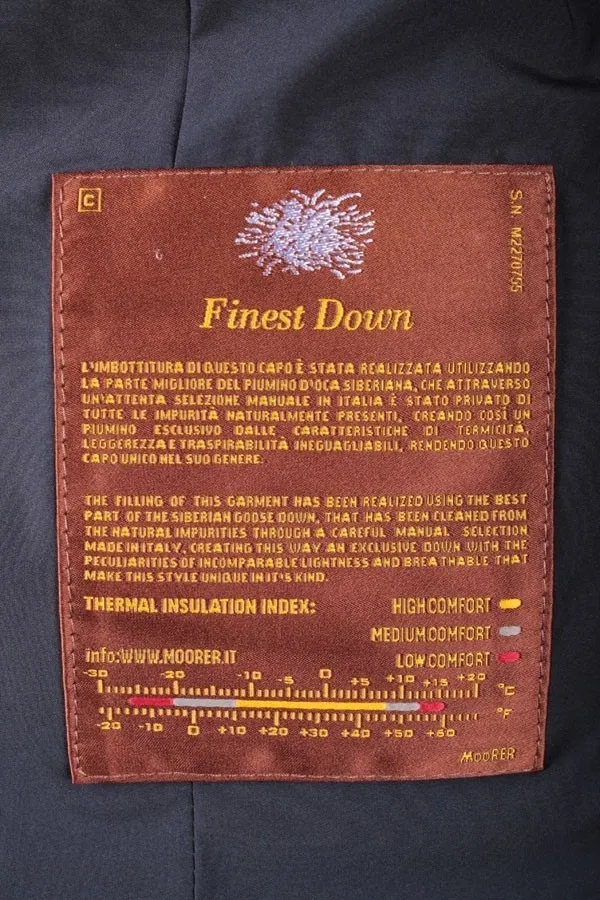 C
S.N. M2270755
Finest Down
L'IMBOTTITURA DI QUESTO CAPO È STATA REALIZZATA UTILIZZANDO
LA PARTE MIGLIORE DEL PIUMINO D'OCA SIBERIANA, CHE ATTRAVERSO
UN'ATTENTA SELEZIONE MANUALE IN ITALIA È STATO PRIVATO DI
TUTTE LE IMPURITÀ NATURALMENTE PRESENTI, CREANDO COSÌ UN
PIUMINO ESCLUSIVO DALLE CARATTERISTICHE DI TERMICITÀ,
LEGGEREZZA E TRASPIRABILITÀ INEGUAGLIABILI, RENDENDO QUESTO
CAPO UNICO NEL SUO GENERE.
THE FILLING OF THIS GARMENT HAS BEEN REALIZED USING THE BEST
PART OF THE SIBERIAN GOOSE DOWN, THAT HAS BEEN CLEANED FROM
THE NATURAL IMPURITIES THROUGH A CAREFUL MANUAL SELECTION
MADE IN ITALY, CREATING THIS WAY AN EXCLUSIVE DOWN WITH THE
PECULIARITIES OF INCOMPARABLE LIGHTNESS AND BREATHABLE THAT
MAKE THIS STYLE UNIQUE IN IT'S KIND.
THERMAL INSULATION INDEX: HIGH COMFORT
MEDIUM COMFORT
info:WWW.MOORER.IT LOW COMFORT
-30 -20 -10 -5 0 +5 +10 +15 +20
°C
°F
-20 -10 0 +10 +20 +30 +40 +50 +60
MOORER